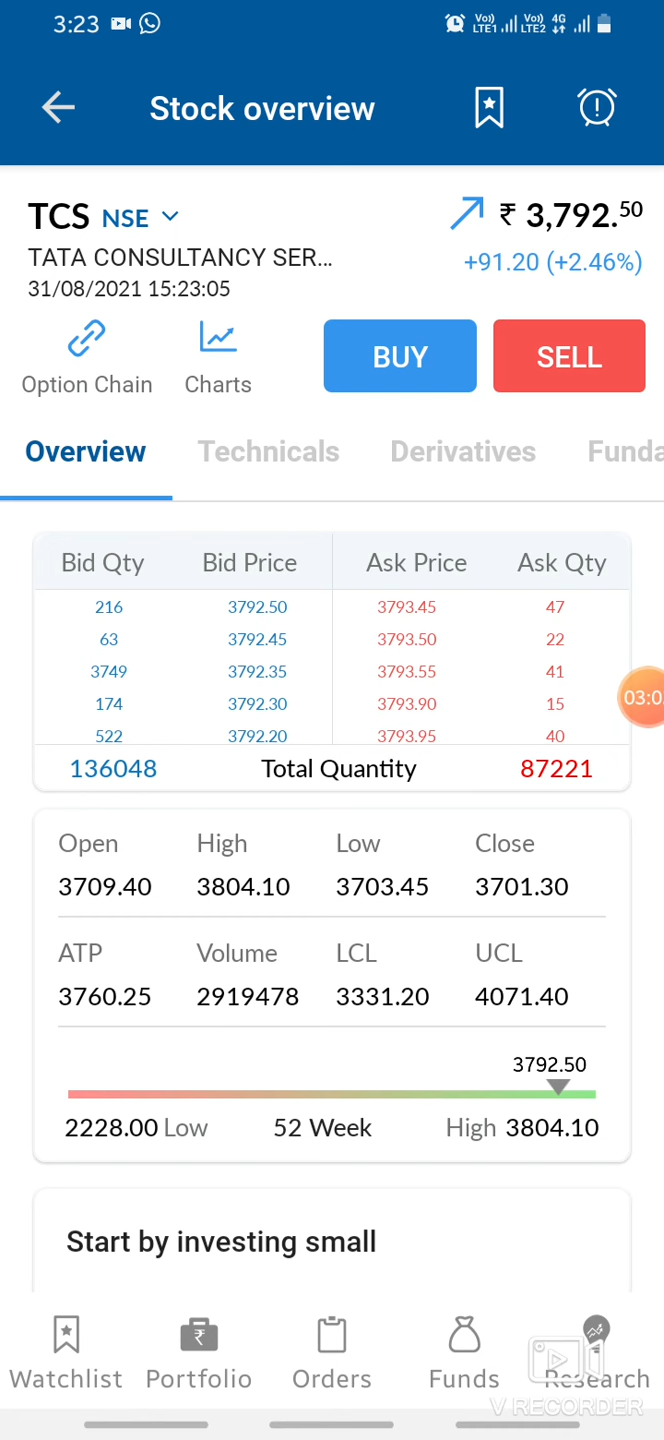 3:23 Vo)) LTE1 Vo)) LTE2 4G
Stock overview
TCS NSE ₹ 3,792.50
TATA CONSULTANCY SER... +91.20 (+2.46%)
31/08/2021 15:23:05
Option Chain Charts BUY SELL
Overview Technicals Derivatives Funda
Bid Qty Bid Price Ask Price Ask Qty
216 3792.50 3793.45 47
63 3792.45 3793.50 22
3749 3792.35 3793.55 41
174 3792.30 3793.90 15
522 3792.20 3793.95 40
136048 Total Quantity 87221
03:0
Open High Low Close
3709.40 3804.10 3703.45 3701.30
ATP Volume LCL UCL
3760.25 2919478 3331.20 4071.40
3792.50
2228.00 Low 52 Week High 3804.10
Start by investing small
Watchlist Portfolio Orders Funds Research
V RECORDER